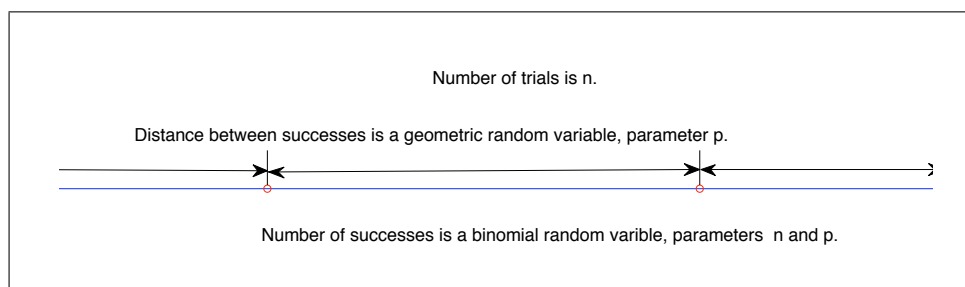 Number of trials is n.
Distance between successes is a geometric random variable, parameter p.
Number of successes is a binomial random varible, parameters  n and p.